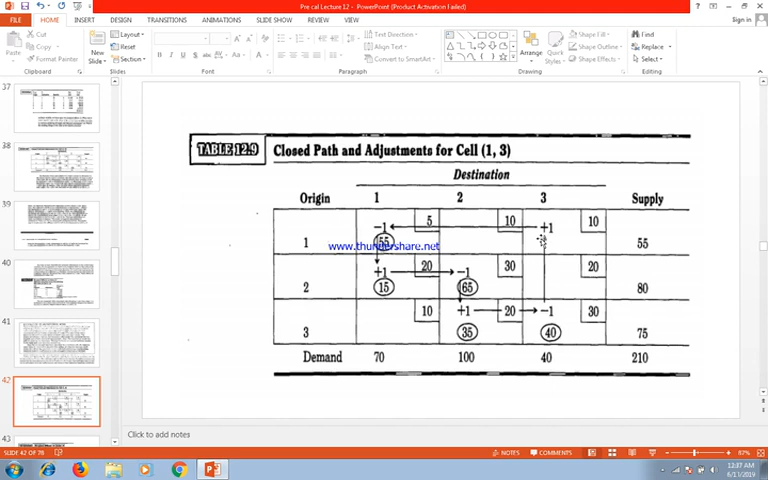 Pre cal Lecture 12 - PowerPoint (Product Activation Failed)
FILE HOME INSERT DESIGN TRANSITIONS ANIMATIONS SLIDE SHOW REVIEW VIEW Sign in
Cut
Copy
Paste
Format Painter
Clipboard
New Slide
Layout
Reset
Section
Slides
Font
Text Direction
Align Text
Convert to SmartArt
Paragraph
Arrange
Quick Styles
Shape Fill
Shape Outline
Shape Effects
Drawing
Find
Replace
Select
Editing
37
38
39
40
41
42
43
TABLE 12.9 Closed Path and Adjustments for Cell (1, 3)
Destination
Origin 1 2 3 Supply
-1 5 10 +1 10
1 55 55
www.thundershare.net
+1 20 -1 30 20
2 15 65 80
10 +1 20 -1 30
3 35 40 75
Demand 70 100 40 210
Click to add notes
SLIDE 42 OF 78 NOTES COMMENTS 87%
12:37 AM
6/17/2019